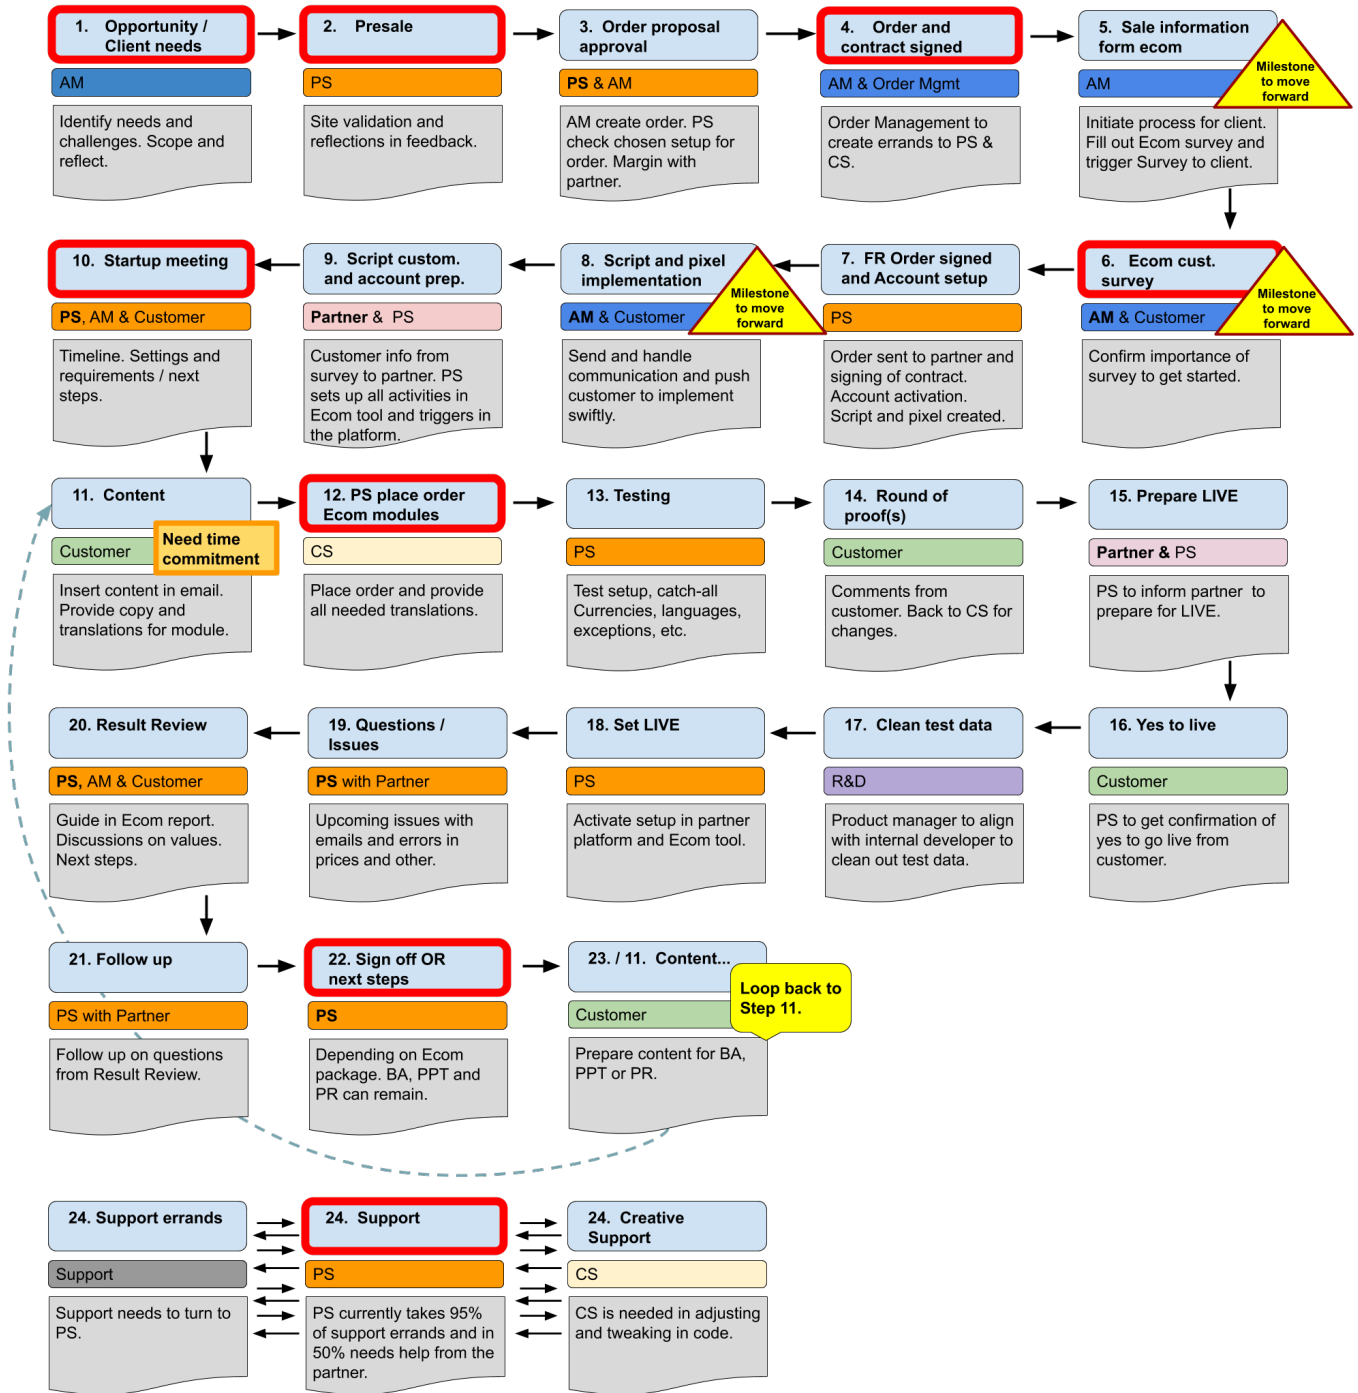 1. Opportunity /
Client needs
AM
Identify needs and
challenges. Scope and
reflect.
2. Presale
PS
Site validation and
reflections in feedback.
3. Order proposal
approval
PS & AM
AM create order. PS
check chosen setup for
order. Margin with
partner.
4. Order and
contract signed
AM & Order Mgmt
Order Management to
create errands to PS &
CS.
5. Sale information
form ecom
AM
Milestone
to move
forward
Initiate process for client.
Fill out Ecom survey and
trigger Survey to client.
10. Startup meeting
PS, AM & Customer
Timeline. Settings and
requirements / next
steps.
9. Script custom.
and account prep.
Partner & PS
Customer info from
survey to partner. PS
sets up all activities in
Ecom tool and triggers in
the platform.
8. Script and pixel
implementation
AM & Customer
Milestone
to move
forward
Send and handle
communication and push
customer to implement
swiftly.
7. FR Order signed
and Account setup
PS
Order sent to partner and
signing of contract.
Account activation.
Script and pixel created.
6. Ecom cust.
survey
AM & Customer
Milestone
to move
forward
Confirm importance of
survey to get started.
11. Content
Customer
Need time
commitment
Insert content in email.
Provide copy and
translations for module.
12. PS place order
Ecom modules
CS
Place order and provide
all needed translations.
13. Testing
PS
Test setup, catch-all
Currencies, languages,
exceptions, etc.
14. Round of
proof(s)
Customer
Comments from
customer. Back to CS for
changes.
15. Prepare LIVE
Partner & PS
PS to inform partner to
prepare for LIVE.
20. Result Review
PS, AM & Customer
Guide in Ecom report.
Discussions on values.
Next steps.
19. Questions /
Issues
PS with Partner
Upcoming issues with
emails and errors in
prices and other.
18. Set LIVE
PS
Activate setup in partner
platform and Ecom tool.
17. Clean test data
R&D
Product manager to align
with internal developer to
clean out test data.
16. Yes to live
Customer
PS to get confirmation of
yes to go live from
customer.
21. Follow up
PS with Partner
Follow up on questions
from Result Review.
22. Sign off OR
next steps
PS
Depending on Ecom
package. BA, PPT and
PR can remain.
23. / 11. Content...
Customer
Loop back to
Step 11.
Prepare content for BA,
PPT or PR.
24. Support errands
Support
Support needs to turn to
PS.
24. Support
PS
PS currently takes 95%
of support errands and in
50% needs help from the
partner.
24. Creative
Support
CS
CS is needed in adjusting
and tweaking in code.